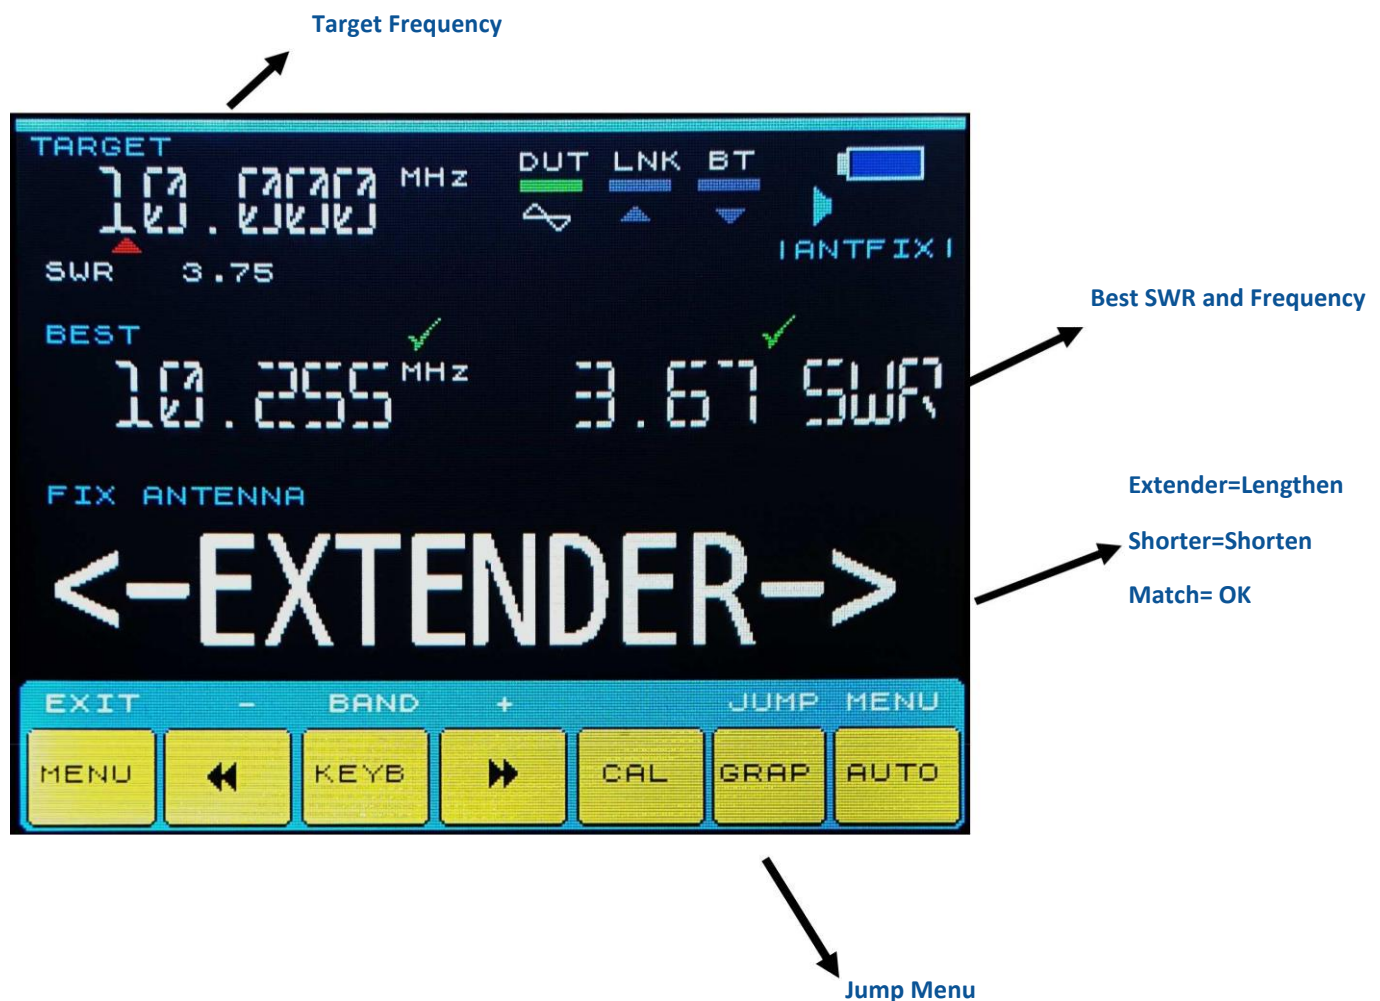 Target Frequency
TARGET
10.000 MHz
DUT LNK BT
|ANTFIX|
SWR 3.75
Best SWR and Frequency
BEST
10.255 MHz 3.67 SWR
Extender=Lengthen
FIX ANTENNA
Shorter=Shorten
<-EXTENDER->
Match= OK
EXIT - BAND + JUMP MENU
MENU KEYB CAL GRAP AUTO
Jump Menu